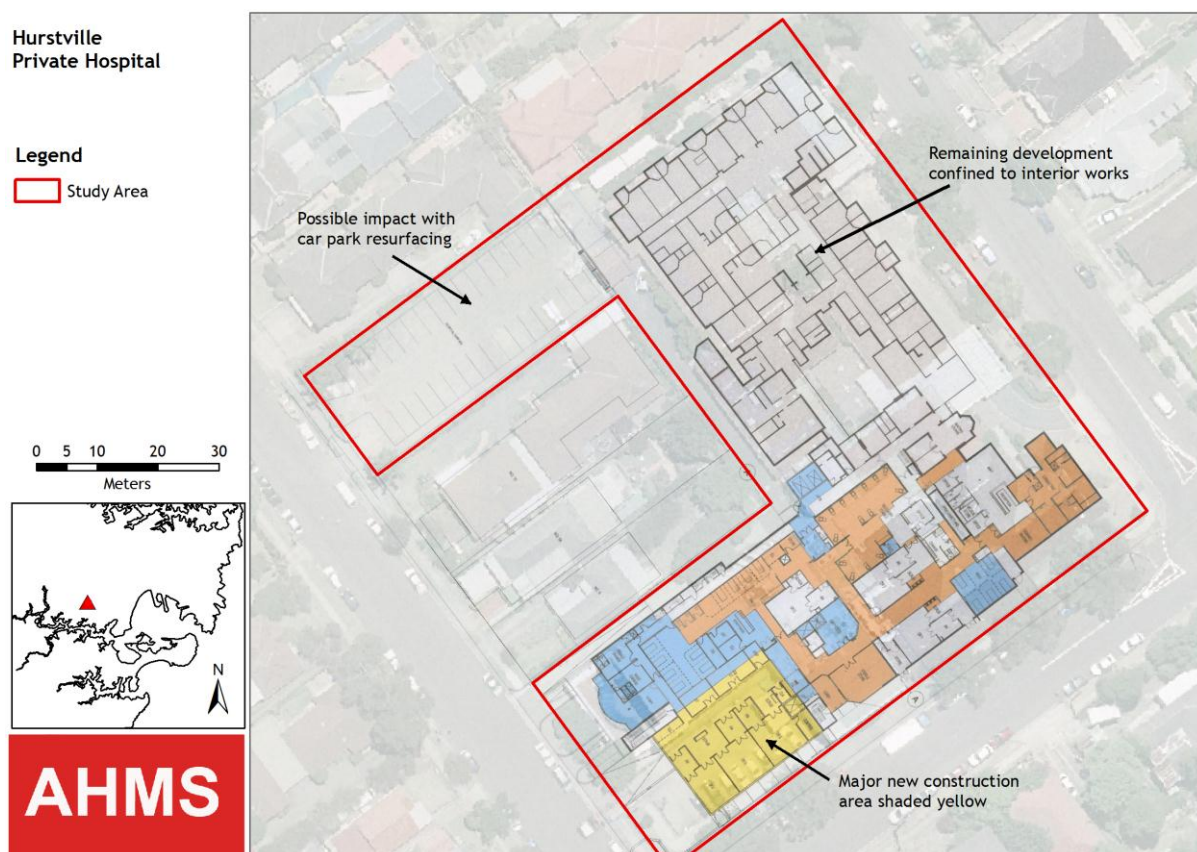 Hurstville
Private Hospital
Legend
Study Area
Possible impact with
car park resurfacing
Remaining development
confined to interior works
0 5 10 20 30
Meters
N
AHMS
A
Major new construction
area shaded yellow